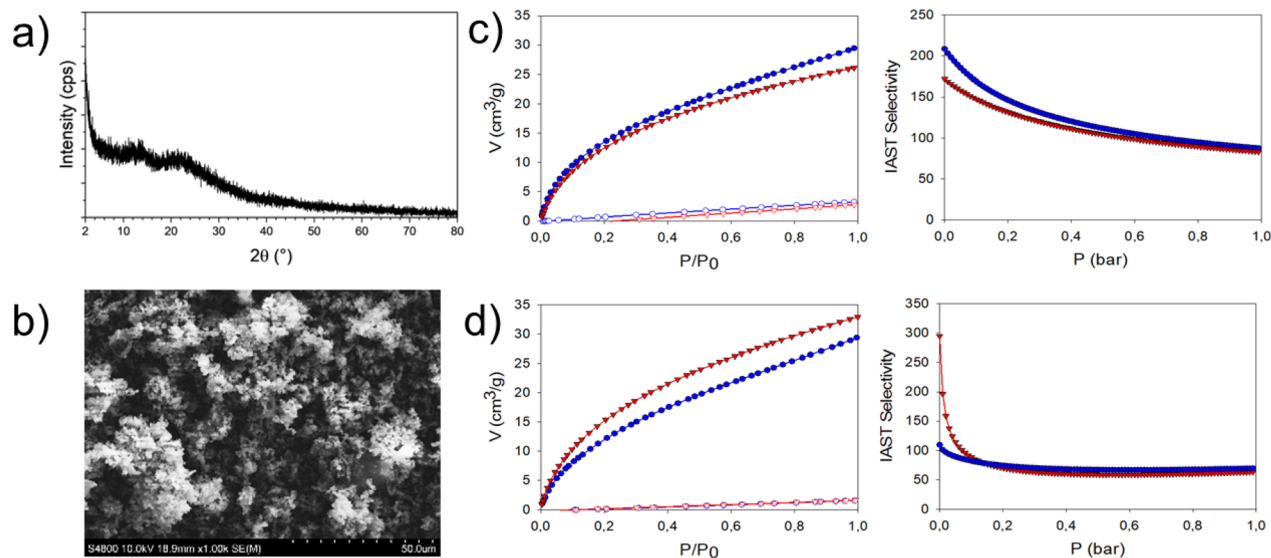 a)
Intensity (cps)
2 10 20 30 40 50 60 70 80
2θ (°)
b)
S4800 10.0kV 18.9mm x1.00k SE(M) 50.0um
c)
V (cm³/g)
35
30
25
20
15
10
5
0
0,0 0,2 0,4 0,6 0,8 1,0
P/P0
IAST Selectivity
250
200
150
100
50
0
0,0 0,2 0,4 0,6 0,8 1,0
P (bar)
d)
V (cm³/g)
35
30
25
20
15
10
5
0
0,0 0,2 0,4 0,6 0,8 1,0
P/P0
IAST Selectivity
350
300
250
200
150
100
50
0
0,0 0,2 0,4 0,6 0,8 1,0
P (bar)